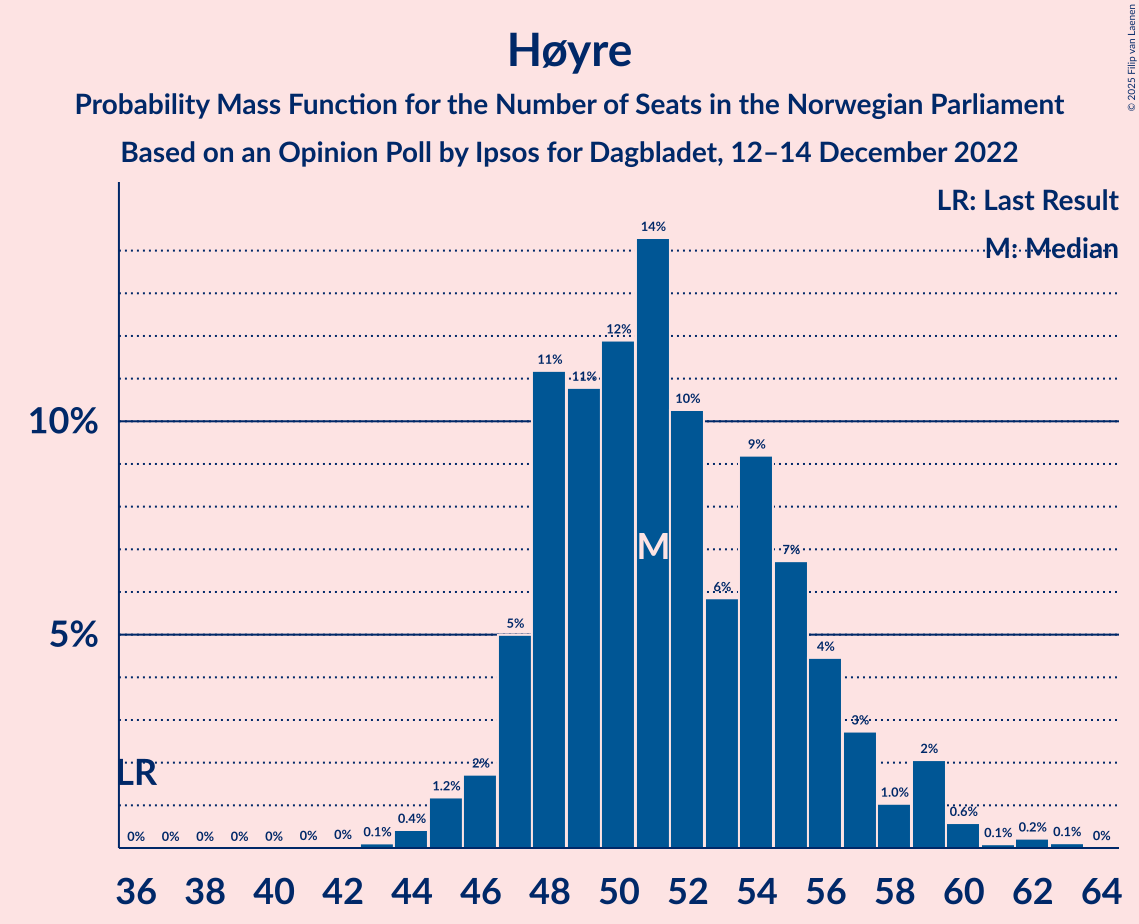 Høyre
Probability Mass Function for the Number of Seats in the Norwegian Parliament
Based on an Opinion Poll by Ipsos for Dagbladet, 12–14 December 2022
© 2025 Filip van Laenen
LR: Last Result
M: Median
14%
12%
11%
11%
10%
10%
9%
M
7%
6%
5%
5%
4%
3%
LR
2%
2%
1.2%
1.0%
0.6%
0% 0% 0% 0% 0% 0% 0% 0.1% 0.4% 0.1% 0.2% 0.1% 0%
36 38 40 42 44 46 48 50 52 54 56 58 60 62 64